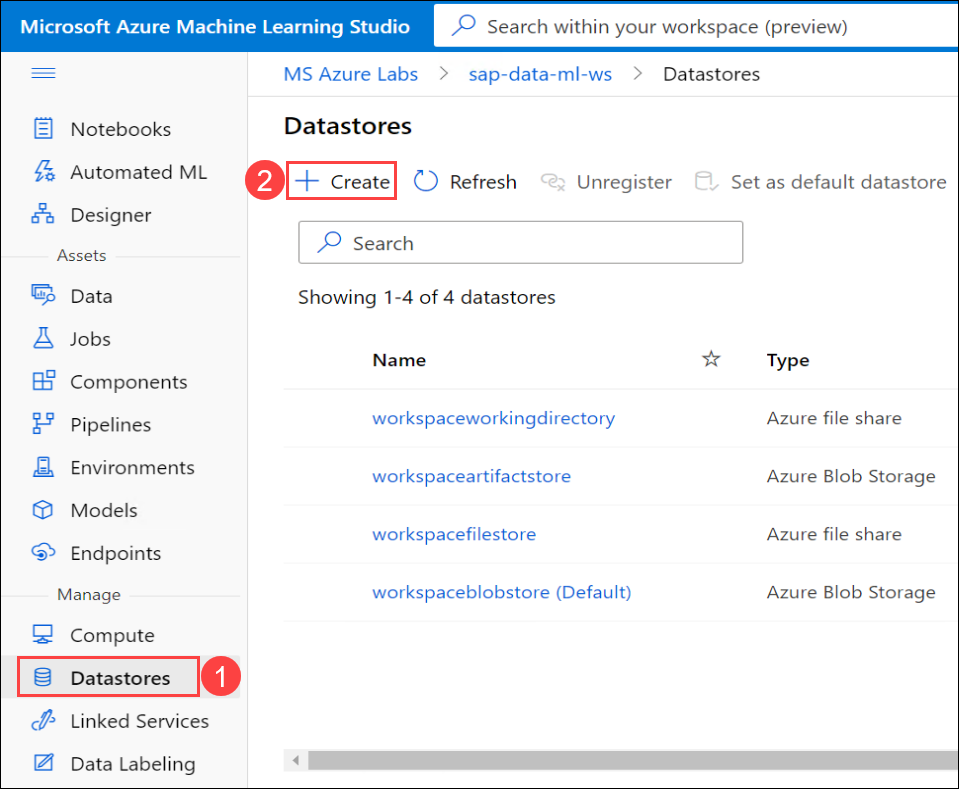 Microsoft Azure Machine Learning Studio
Search within your workspace (preview)
MS Azure Labs > sap-data-ml-ws > Datastores
Notebooks
Automated ML
Designer
Assets
Data
Jobs
Components
Pipelines
Environments
Models
Endpoints
Manage
Compute
Datastores 1
Linked Services
Data Labeling
Datastores
2 + Create Refresh Unregister Set as default datastore
Search
Showing 1-4 of 4 datastores
Name Type
workspaceworkingdirectory Azure file share
workspaceartifactstore Azure Blob Storage
workspacefilestore Azure file share
workspaceblobstore (Default) Azure Blob Storage